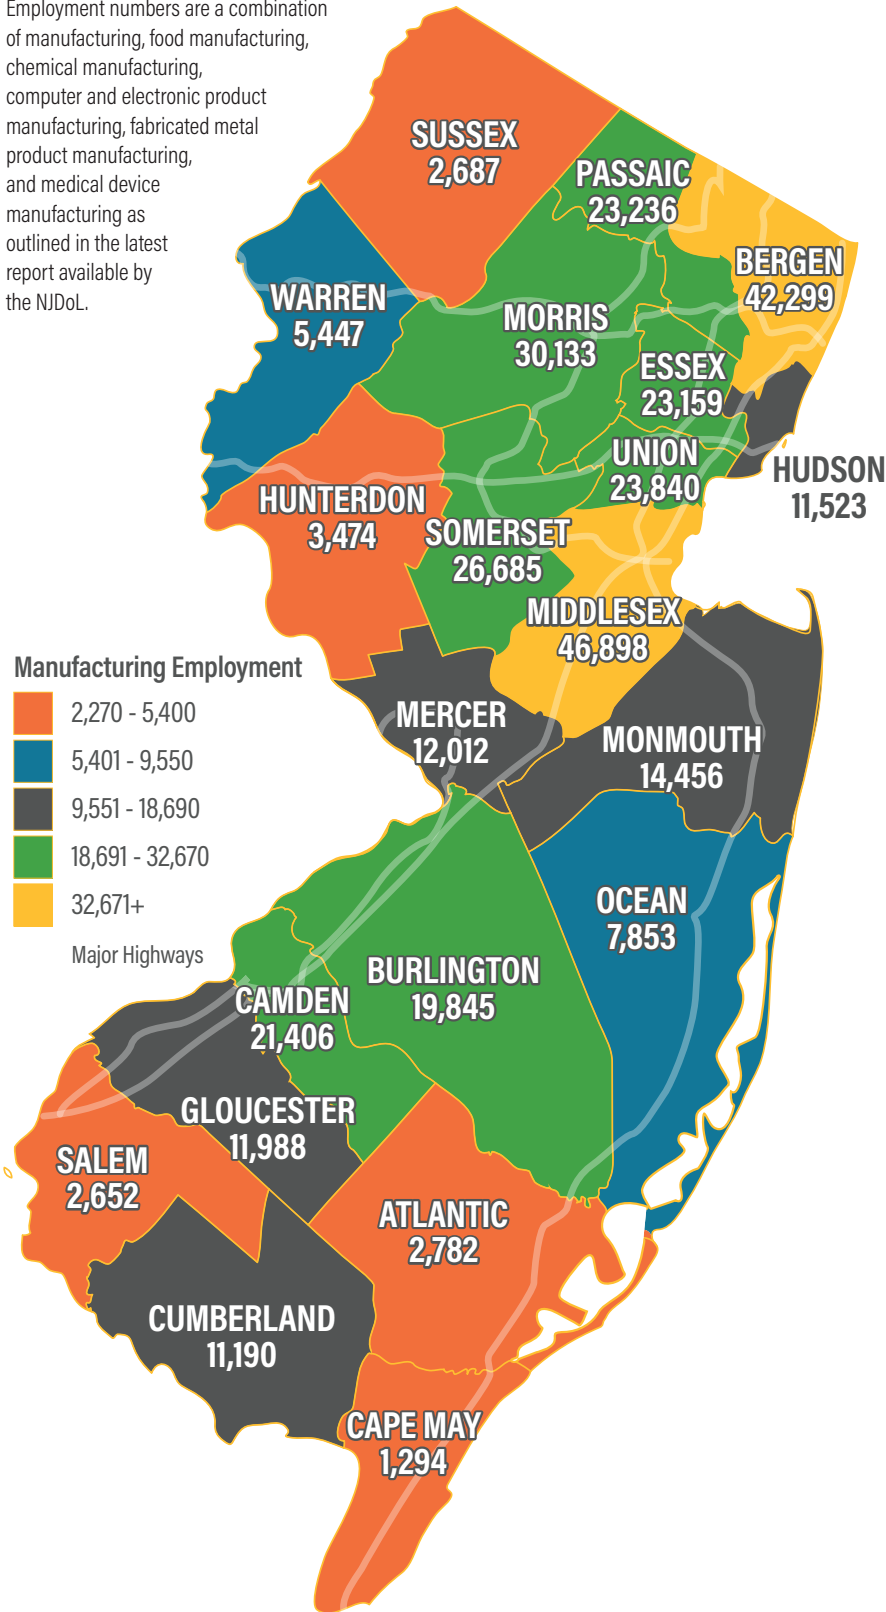 Employment numbers are a combination
of manufacturing, food manufacturing,
chemical manufacturing,
computer and electronic product
manufacturing, fabricated metal
product manufacturing,
and medical device
manufacturing as
outlined in the latest
report available by
the NJDoL.
SUSSEX
2,687
PASSAIC
23,236
BERGEN
42,299
WARREN
5,447
MORRIS
30,133
ESSEX
23,159
UNION
23,840
HUDSON
11,523
HUNTERDON
3,474
SOMERSET
26,685
MIDDLESEX
46,898
Manufacturing Employment
2,270 - 5,400
5,401 - 9,550
9,551 - 18,690
18,691 - 32,670
32,671+
Major Highways
MERCER
12,012
MONMOUTH
14,456
OCEAN
7,853
BURLINGTON
19,845
CAMDEN
21,406
GLOUCESTER
11,988
SALEM
2,652
ATLANTIC
2,782
CUMBERLAND
11,190
CAPE MAY
1,294